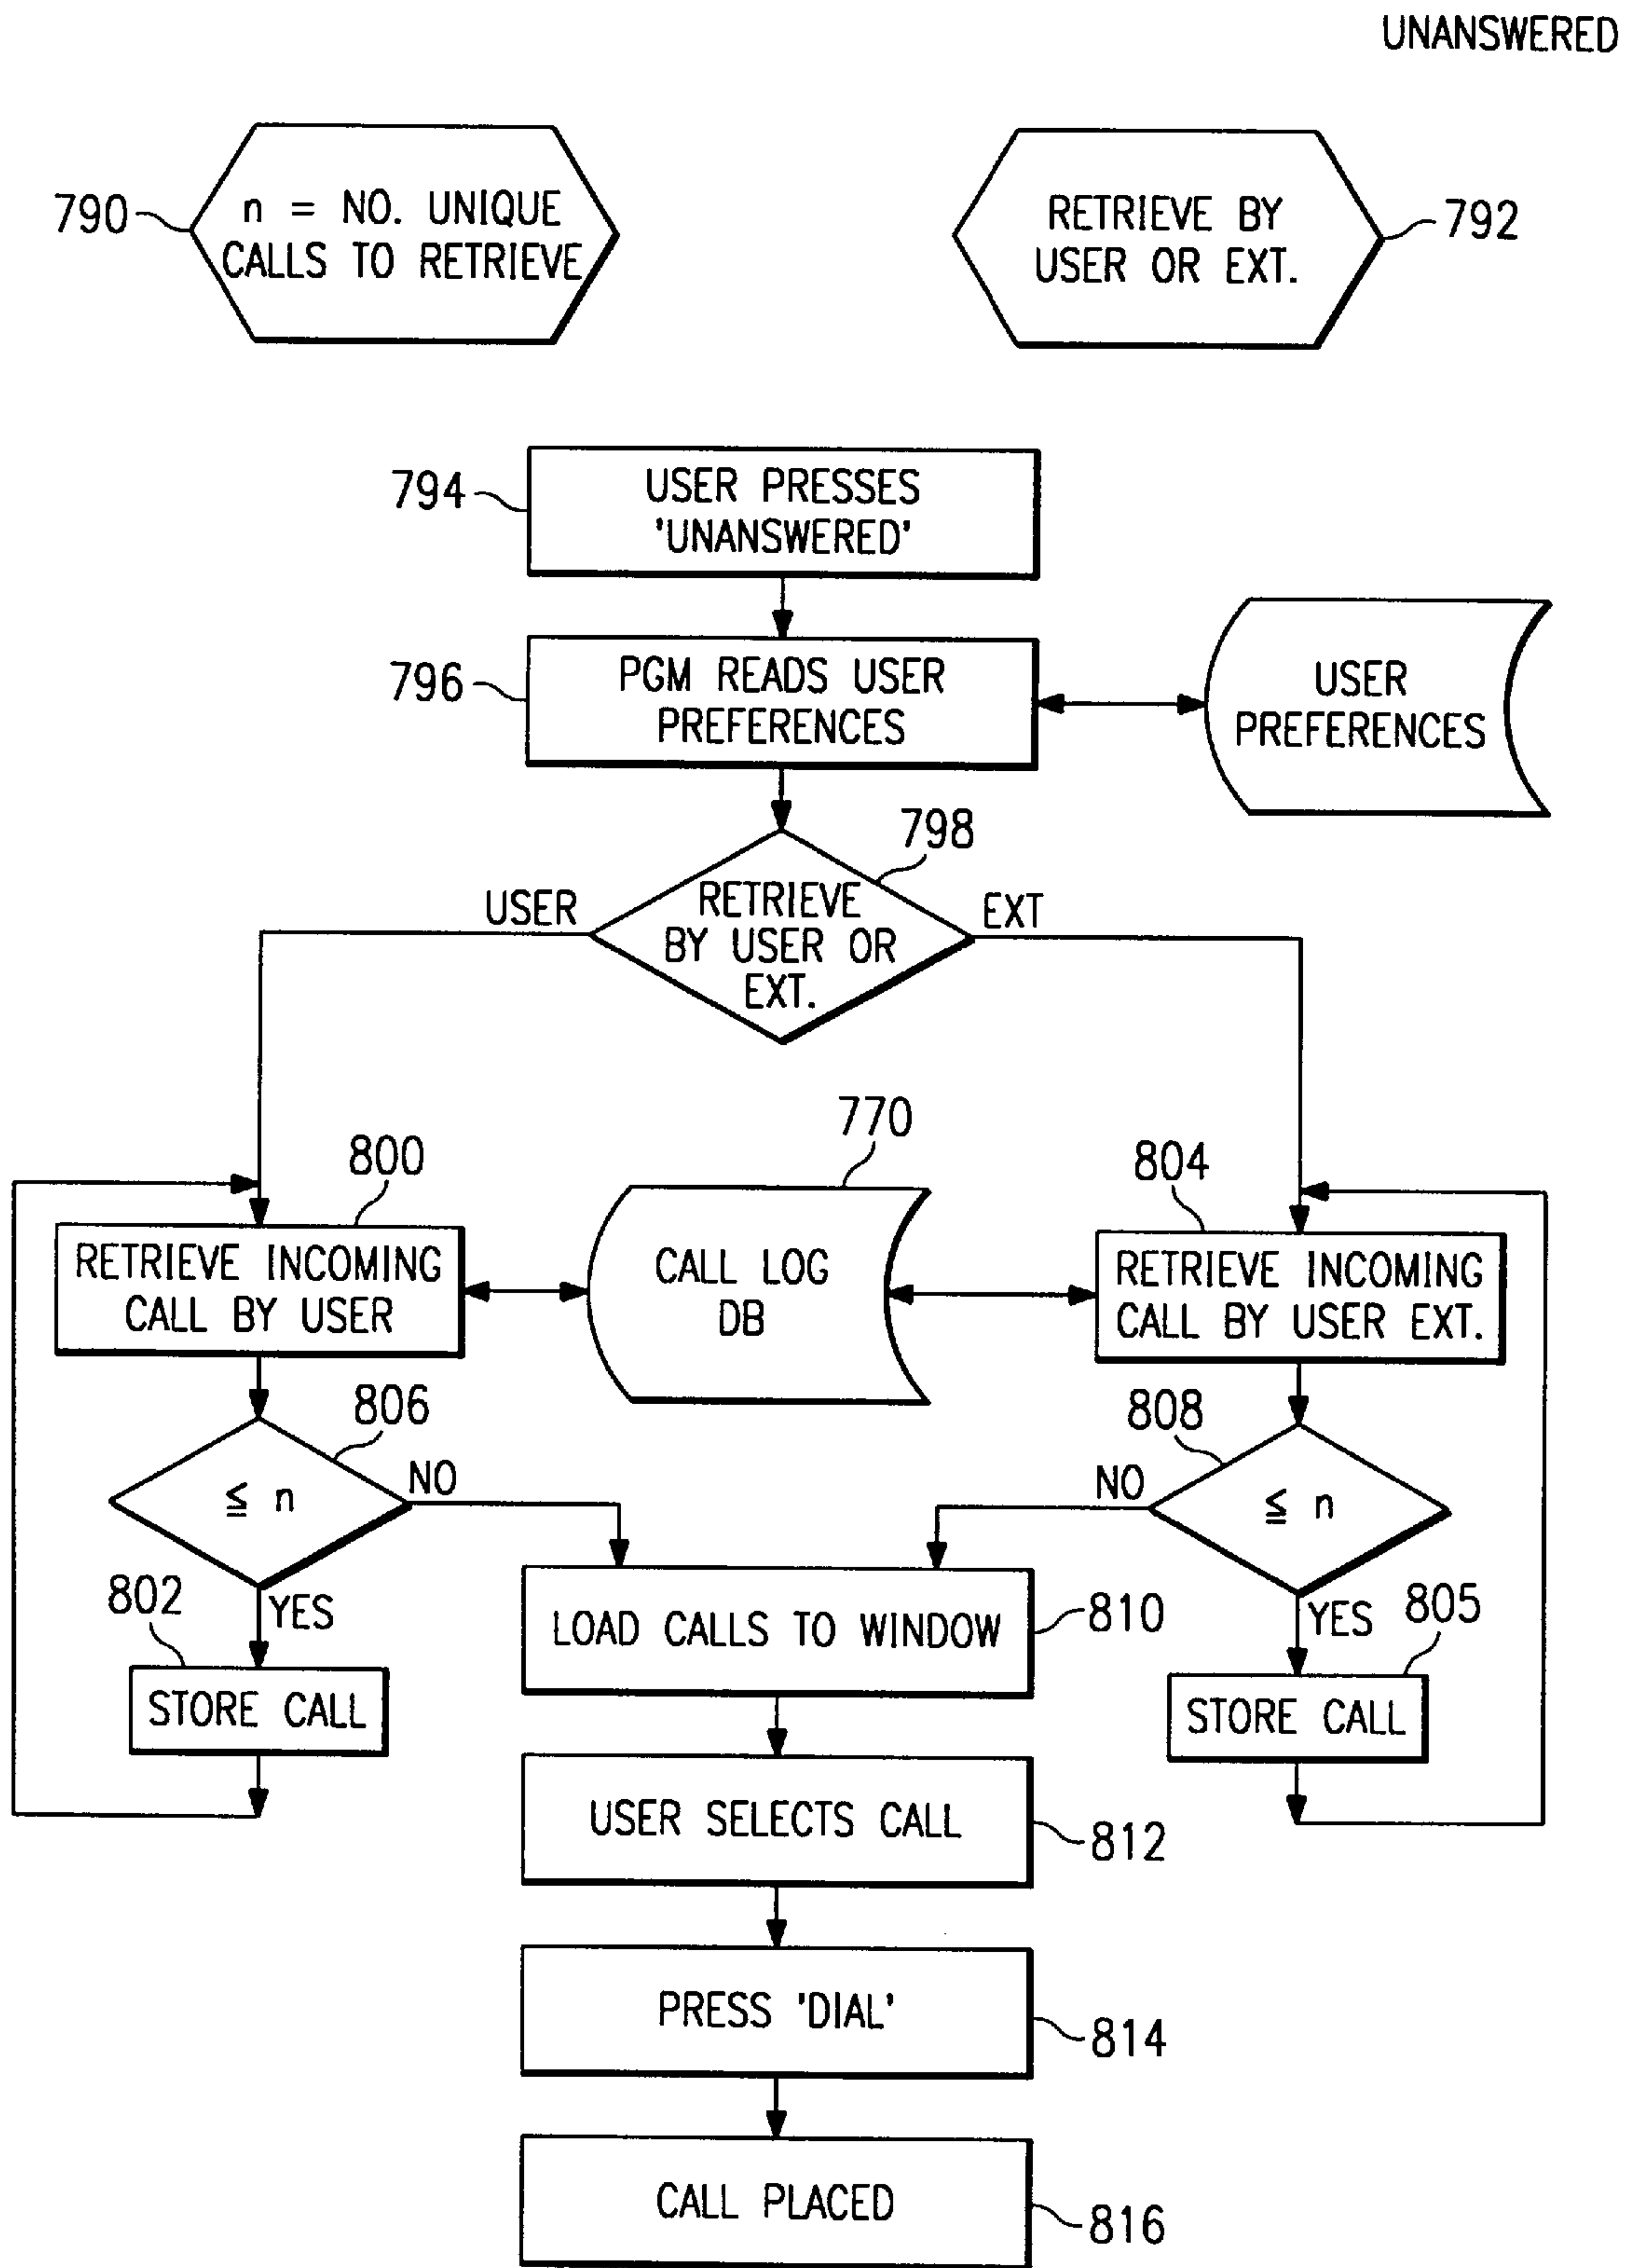 UNANSWERED
790
n = NO. UNIQUE
CALLS TO RETRIEVE
RETRIEVE BY
USER OR EXT.
792
794
USER PRESSES
'UNANSWERED'
796
PGM READS USER
PREFERENCES
USER
PREFERENCES
798
USER
RETRIEVE
BY USER OR
EXT.
EXT
770
800
804
RETRIEVE INCOMING
CALL BY USER
CALL LOG
DB
RETRIEVE INCOMING
CALL BY USER EXT.
806
808
≦ n
NO
NO
≦ n
802
YES
YES
805
STORE CALL
LOAD CALLS TO WINDOW
810
STORE CALL
USER SELECTS CALL
812
PRESS 'DIAL'
814
CALL PLACED
816